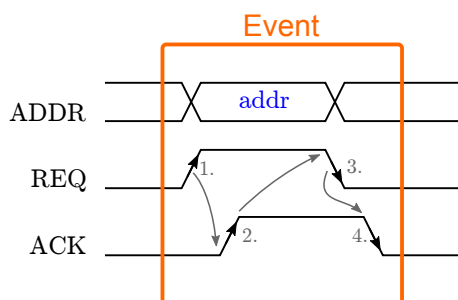 Event
ADDR addr
REQ 1. 3.
ACK 2. 4.